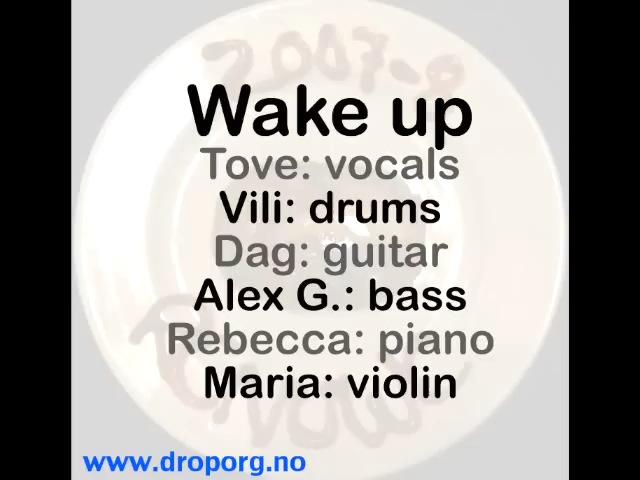 Wake up
Tove: vocals
Vili: drums
Dag: guitar
Alex G.: bass
Rebecca: piano
Maria: violin
www.droporg.no